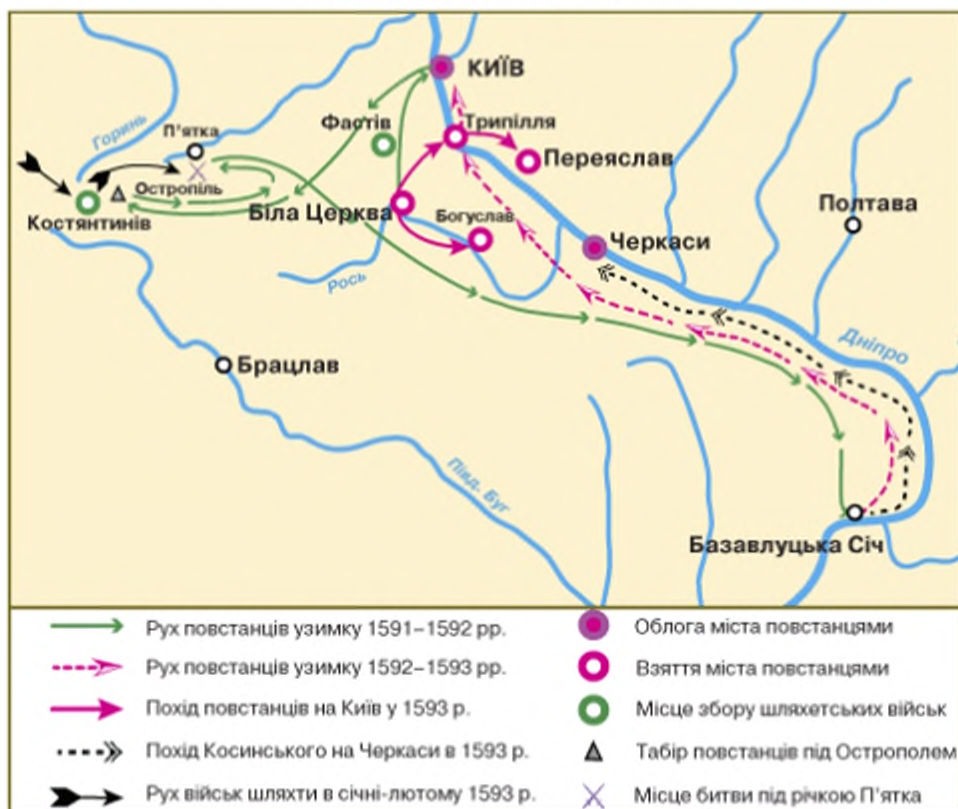 КИЇВ
Горинь
Фастів
Трипілля
П'ятка
Переяслав
Остропіль
Полтава
Біла Церква
Богуслав
Костянтинів
Черкаси
Рось
Дніпро
Брацлав
Півд. Буг
Базавлуцька Січ
Рух повстанців узимку 1591–1592 рр.
Облога міста повстанцями
Рух повстанців узимку 1592–1593 рр.
Взяття міста повстанцями
Похід повстанців на Київ у 1593 р.
Місце збору шляхетських військ
Похід Косинського на Черкаси в 1593 р.
Табір повстанців під Острополем
Рух військ шляхти в січні-лютому 1593 р.
Місце битви під річкою П'ятка